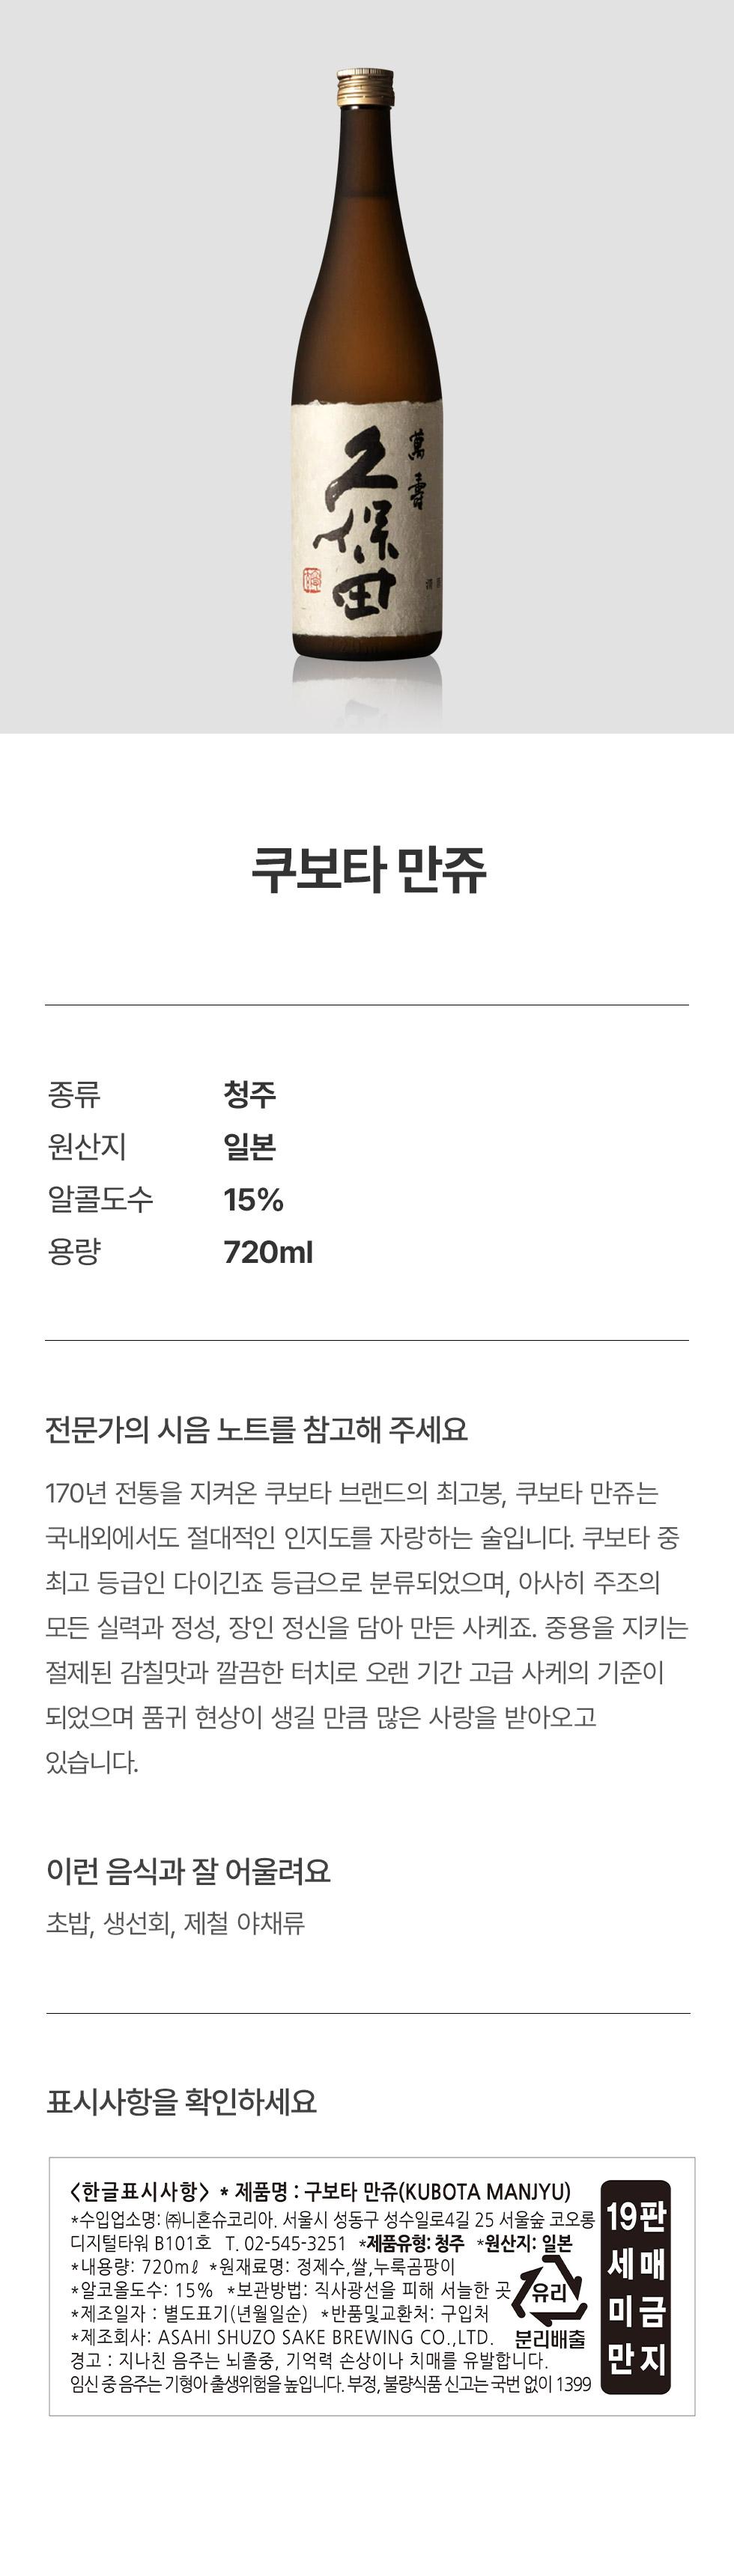 久保田
萬壽
쿠보타 만쥬
종류 청주
원산지 일본
알콜도수 15%
용량 720ml
전문가의 시음 노트를 참고해 주세요
170년 전통을 지켜온 쿠보타 브랜드의 최고봉, 쿠보타 만쥬는
국내외에서도 절대적인 인지도를 자랑하는 술입니다. 쿠보타 중
최고 등급인 다이긴죠 등급으로 분류되었으며, 아사히 주조의
모든 실력과 정성, 장인 정신을 담아 만든 사케죠. 중용을 지키는
절제된 감칠맛과 깔끔한 터치로 오랜 기간 고급 사케의 기준이
되었으며 품귀 현상이 생길 만큼 많은 사랑을 받아오고
있습니다.
이런 음식과 잘 어울려요
초밥, 생선회, 제철 야채류
표시사항을 확인하세요
<한글표시사항> * 제품명 : 구보타 만쥬(KUBOTA MANJYU)
*수입업소명: ㈜니혼슈코리아. 서울시 성동구 성수일로4길 25 서울숲 코오롱
디지털타워 B101호 T. 02-545-3251 *제품유형: 청주 *원산지: 일본
*내용량: 720mℓ *원재료명: 정제수,쌀,누룩곰팡이
*알코올도수: 15% *보관방법: 직사광선을 피해 서늘한 곳
*제조일자 : 별도표기(년월일순) *반품및교환처: 구입처
*제조회사: ASAHI SHUZO SAKE BREWING CO.,LTD.
경고 : 지나친 음주는 뇌졸중, 기억력 손상이나 치매를 유발합니다.
임신 중 음주는 기형아 출생위험을 높입니다. 부정, 불량식품 신고는 국번 없이 1399
유리
분리배출
19세미만
판매금지